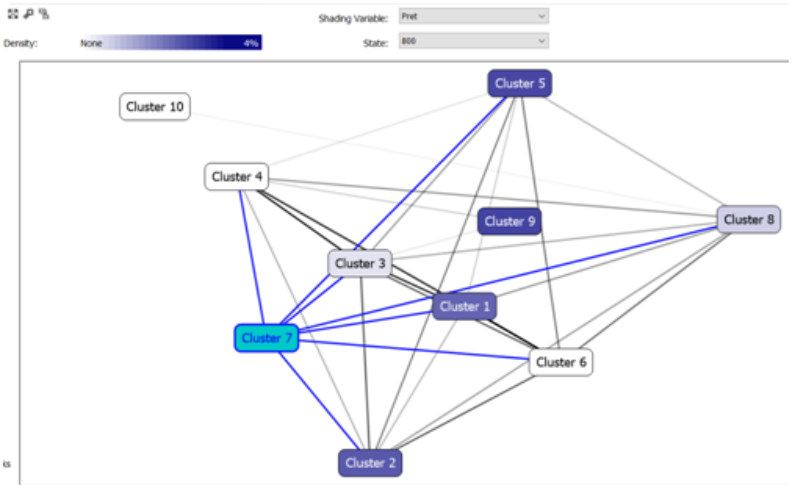 Shading Variable: Pret
Density: None 4% State: 800
Cluster 5
Cluster 10
Cluster 4
Cluster 9
Cluster 8
Cluster 3
Cluster 1
Cluster 7
Cluster 6
Cluster 2
ks